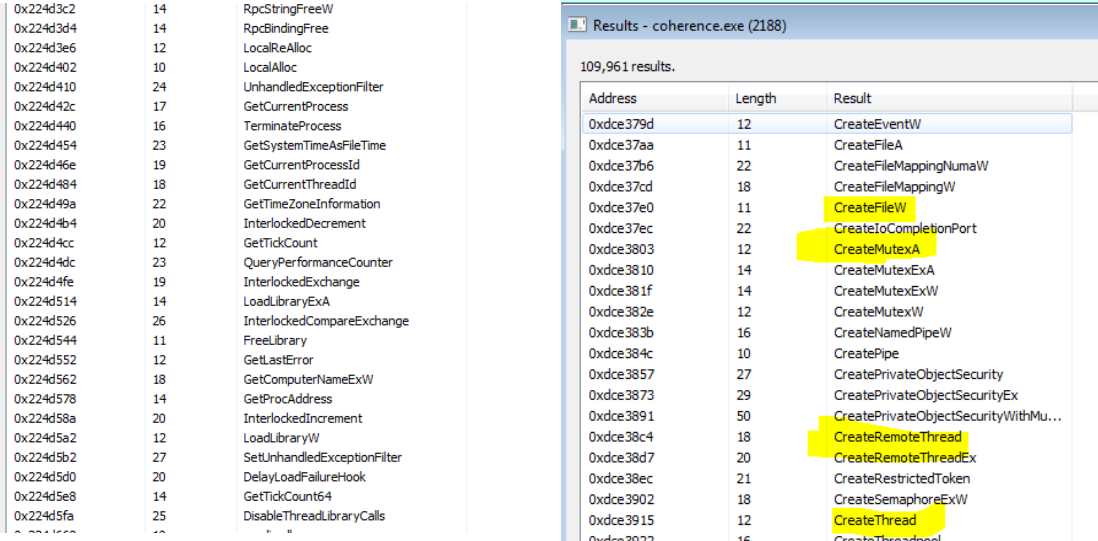 0x224d3c2 14 RpcStringFreeW
0x224d3d4 14 RpcBindingFree
0x224d3e6 12 LocalReAlloc
0x224d402 10 LocalAlloc
0x224d410 24 UnhandledExceptionFilter
0x224d42c 17 GetCurrentProcess
0x224d440 16 TerminateProcess
0x224d454 23 GetSystemTimeAsFileTime
0x224d46e 19 GetCurrentProcessId
0x224d484 18 GetCurrentThreadId
0x224d49a 22 GetTimeZoneInformation
0x224d4b4 20 InterlockedDecrement
0x224d4cc 12 GetTickCount
0x224d4dc 23 QueryPerformanceCounter
0x224d4fe 19 InterlockedExchange
0x224d514 14 LoadLibraryExA
0x224d526 26 InterlockedCompareExchange
0x224d544 11 FreeLibrary
0x224d552 12 GetLastError
0x224d562 18 GetComputerNameExW
0x224d578 14 GetProcAddress
0x224d58a 20 InterlockedIncrement
0x224d5a2 12 LoadLibraryW
0x224d5b2 27 SetUnhandledExceptionFilter
0x224d5d0 20 DelayLoadFailureHook
0x224d5e8 14 GetTickCount64
0x224d5fa 25 DisableThreadLibraryCalls
Results - coherence.exe (2188)
109,961 results.
Address Length Result
0xdce379d 12 CreateEventW
0xdce37aa 11 CreateFileA
0xdce37b6 22 CreateFileMappingNumaW
0xdce37cd 18 CreateFileMappingW
0xdce37e0 11 CreateFileW
0xdce37ec 22 CreateIoCompletionPort
0xdce3803 12 CreateMutexA
0xdce3810 14 CreateMutexExA
0xdce381f 14 CreateMutexExW
0xdce382e 12 CreateMutexW
0xdce383b 16 CreateNamedPipeW
0xdce384c 10 CreatePipe
0xdce3857 27 CreatePrivateObjectSecurity
0xdce3873 29 CreatePrivateObjectSecurityEx
0xdce3891 50 CreatePrivateObjectSecurityWithMu...
0xdce38c4 18 CreateRemoteThread
0xdce38d7 20 CreateRemoteThreadEx
0xdce38ec 21 CreateRestrictedToken
0xdce3902 18 CreateSemaphoreExW
0xdce3915 12 CreateThread
0xdce3922 16 CreateThreadpool